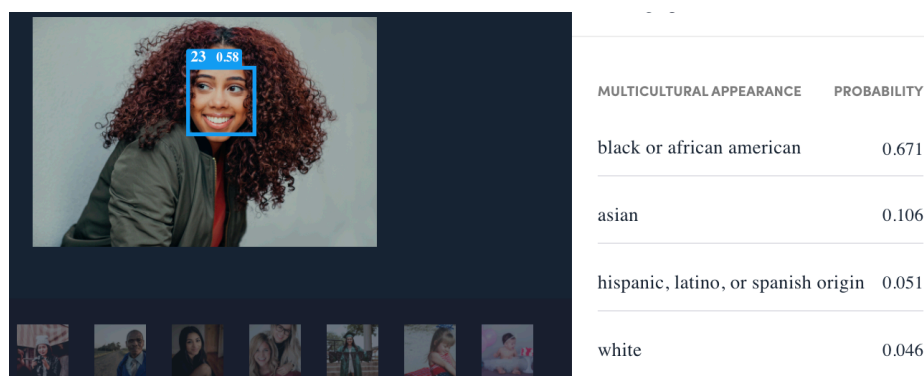 23 0.58
MULTICULTURAL APPEARANCE PROBABILITY
black or african american 0.671
asian 0.106
hispanic, latino, or spanish origin 0.051
white 0.046